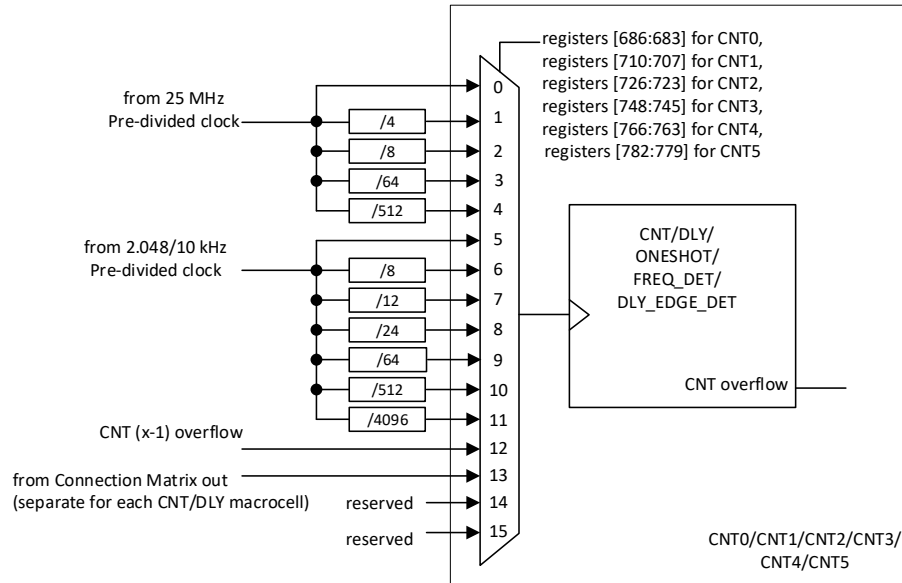 registers [686:683] for CNT0,
registers [710:707] for CNT1,
registers [726:723] for CNT2,
registers [748:745] for CNT3,
registers [766:763] for CNT4,
registers [782:779] for CNT5
from 25 MHz
Pre-divided clock
/4
/8
/64
/512
from 2.048/10 kHz
Pre-divided clock
/8
/12
/24
/64
/512
/4096
CNT (x-1) overflow
from Connection Matrix out
(separate for each CNT/DLY macrocell)
reserved
reserved
0
1
2
3
4
5
6
7
8
9
10
11
12
13
14
15
CNT/DLY/
ONESHOT/
FREQ_DET/
DLY_EDGE_DET
CNT overflow
CNT0/CNT1/CNT2/CNT3/
CNT4/CNT5